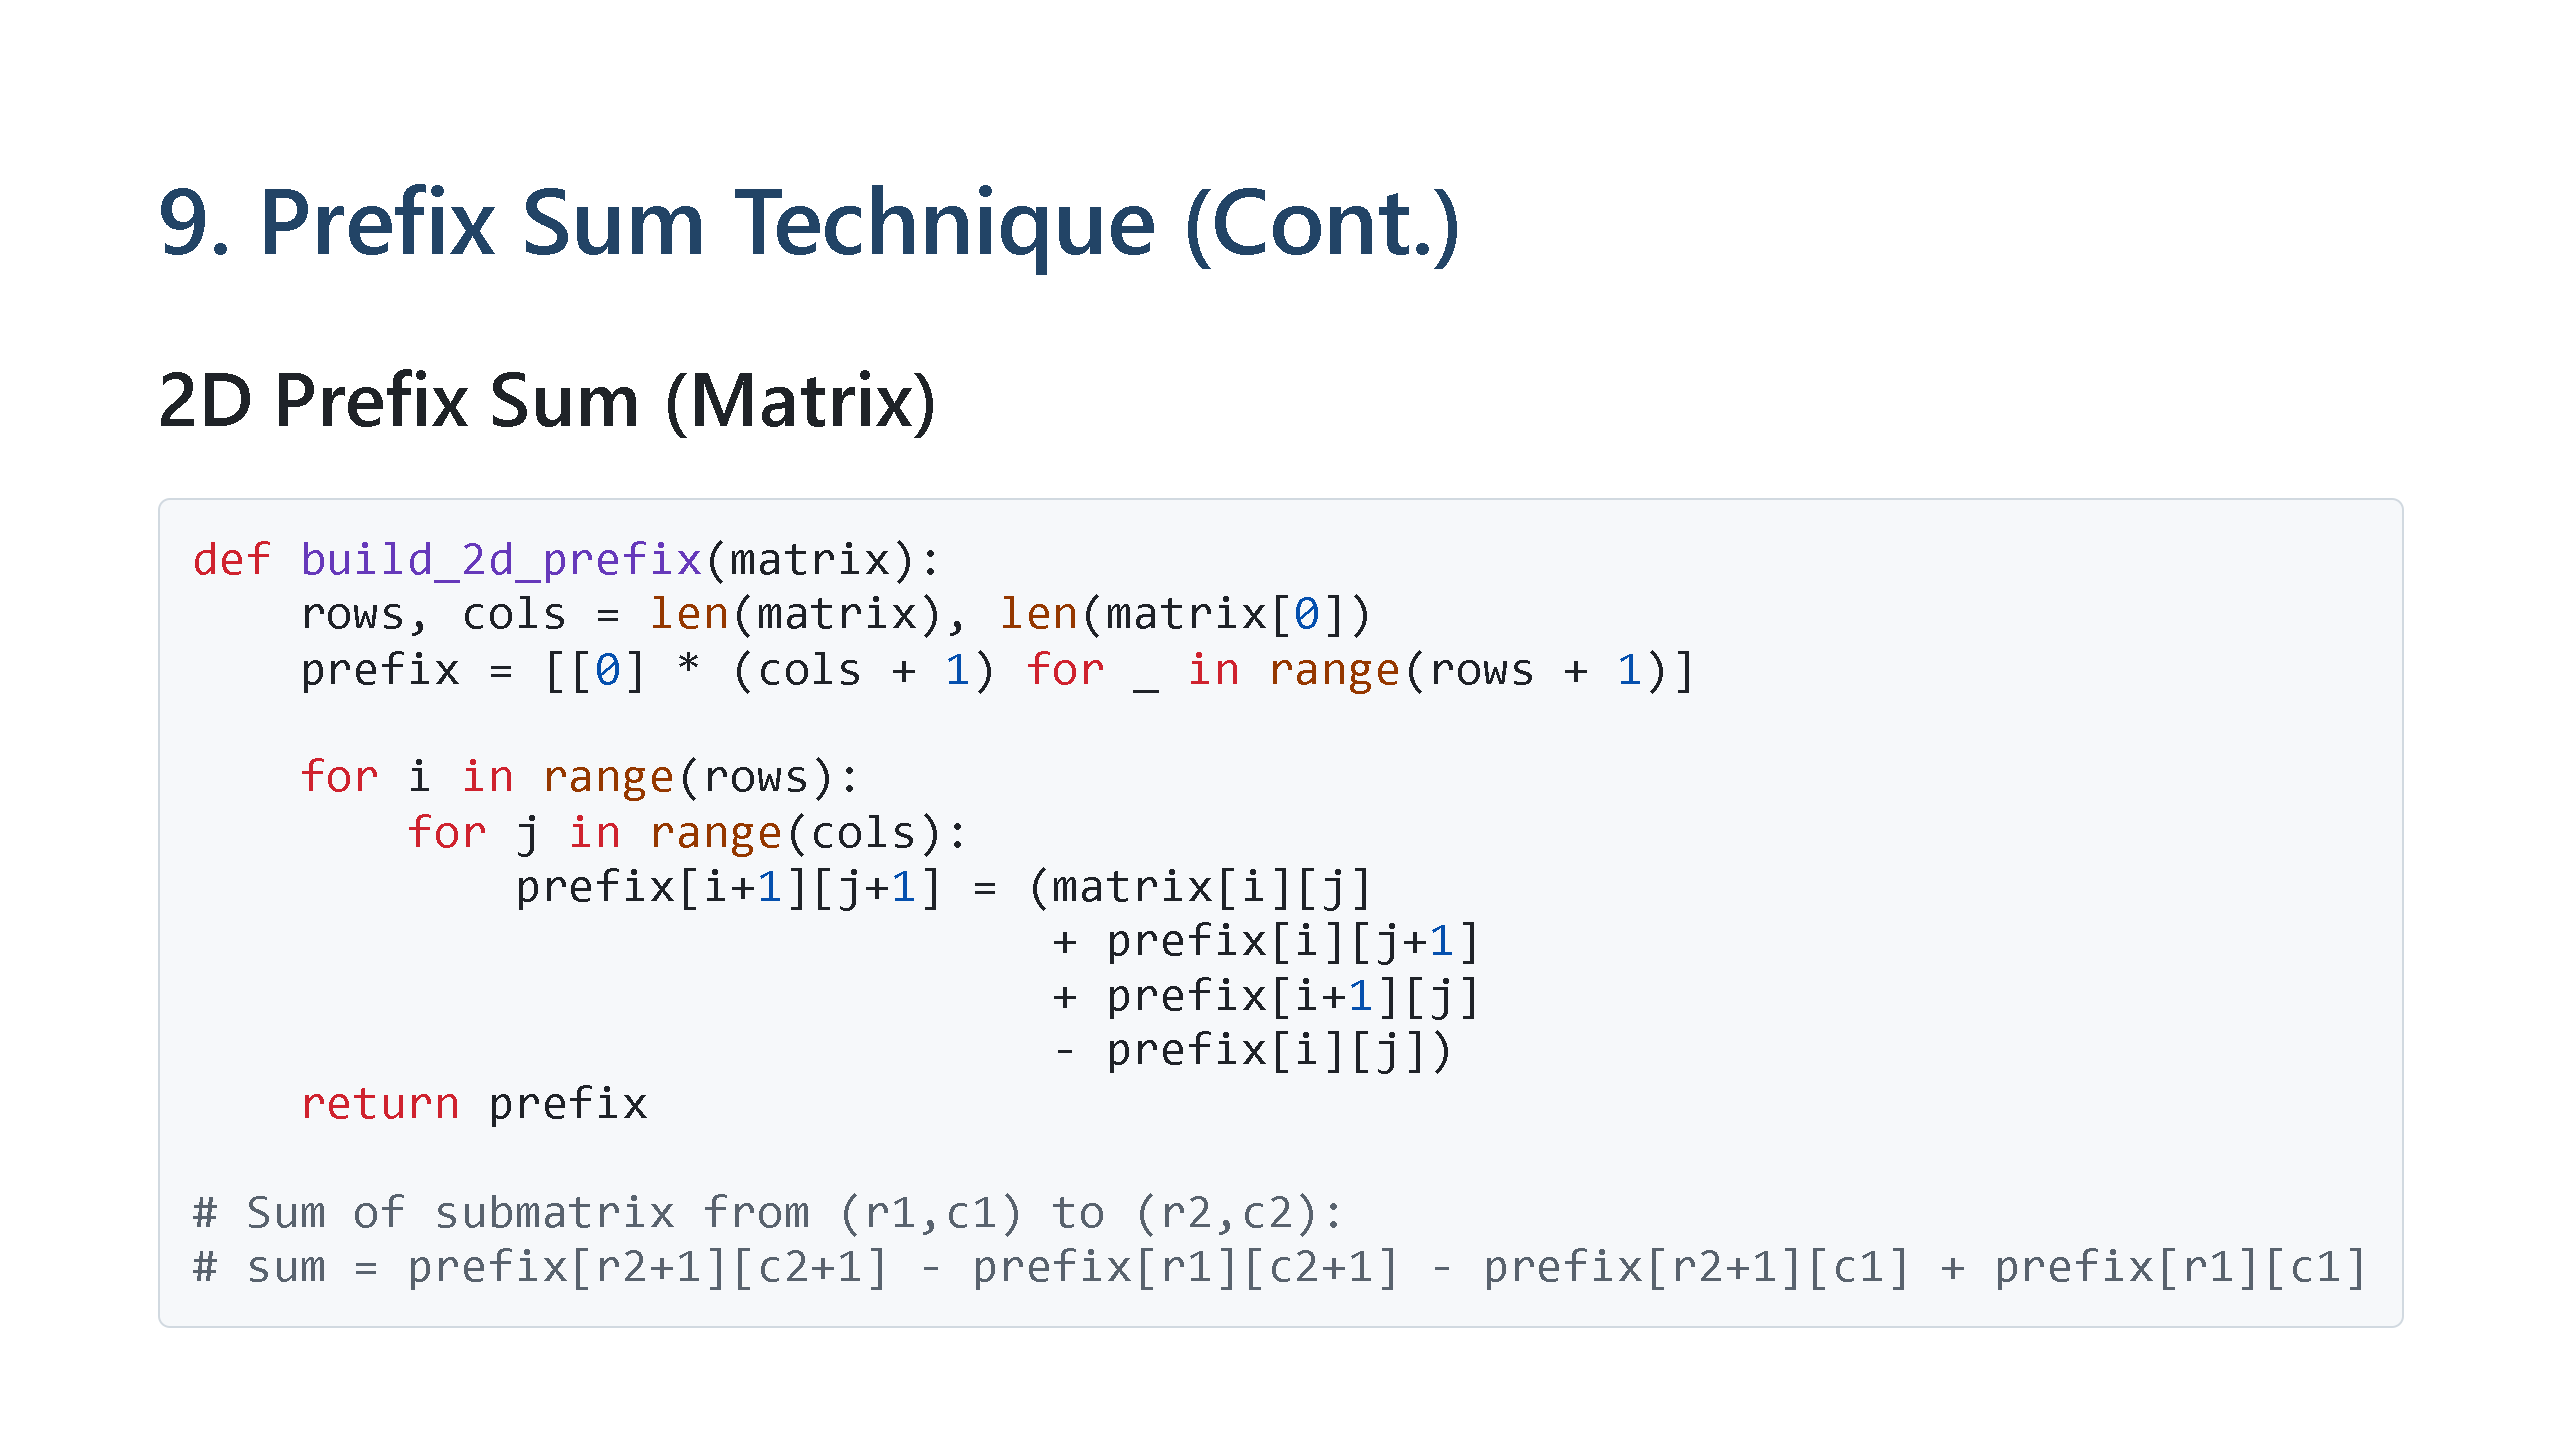 9. Prefix Sum Technique (Cont.)
2D Prefix Sum (Matrix)
def build_2d_prefix(matrix):
    rows, cols = len(matrix), len(matrix[0])
    prefix = [[0] * (cols + 1) for _ in range(rows + 1)]

    for i in range(rows):
        for j in range(cols):
            prefix[i+1][j+1] = (matrix[i][j]
                                + prefix[i][j+1]
                                + prefix[i+1][j]
                                - prefix[i][j])
    return prefix

# Sum of submatrix from (r1,c1) to (r2,c2):
# sum = prefix[r2+1][c2+1] - prefix[r1][c2+1] - prefix[r2+1][c1] + prefix[r1][c1]